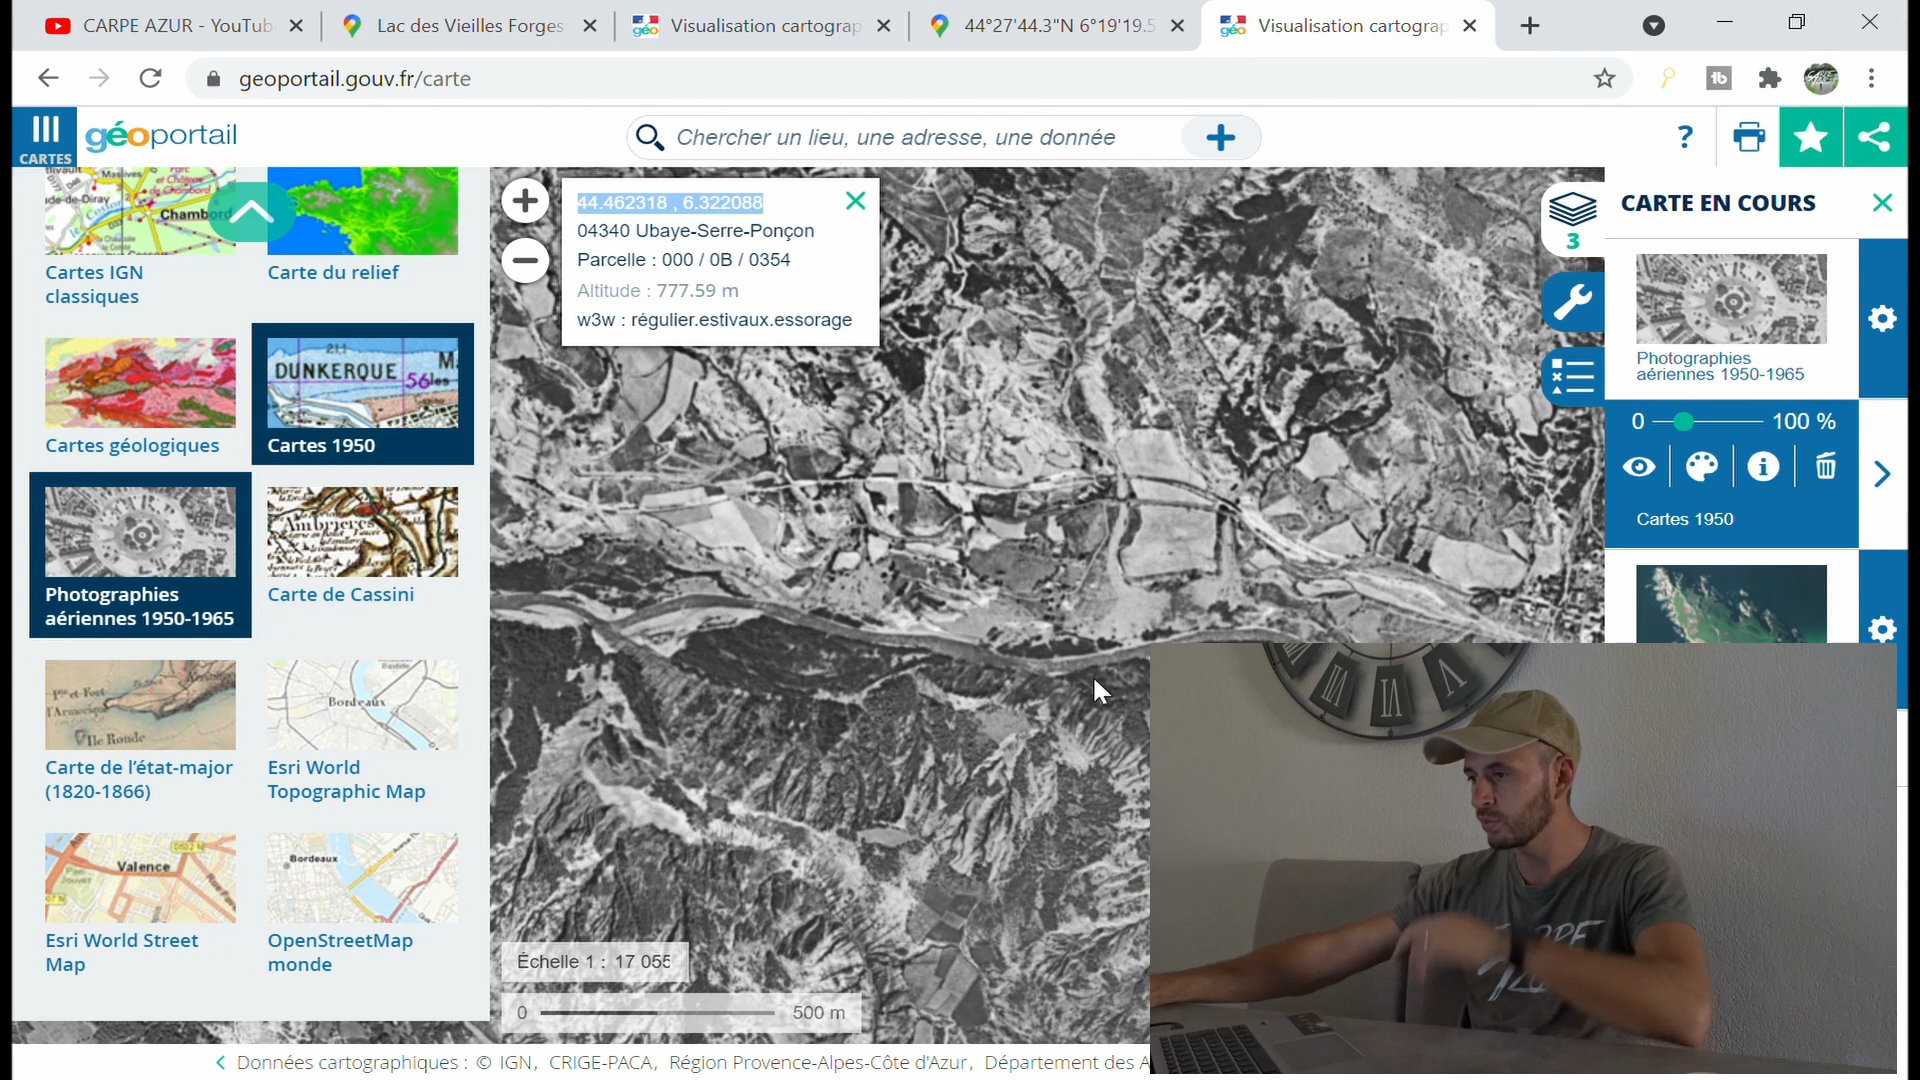 CARPE AZUR - YouTub
Lac des Vieilles Forges
Visualisation cartograp
44°27'44.3"N 6°19'19.5
Visualisation cartograp
geoportail.gouv.fr/carte
CARTES
géoportail
Chercher un lieu, une adresse, une donnée
?
Chambord
Cartes IGN
classiques
Carte du relief
DUNKERQUE
Cartes géologiques
Cartes 1950
Photographies
aériennes 1950-1965
Ambrieres
Carte de Cassini
Ile Ronde
Bordeaux
Carte de l'état-major
(1820-1866)
Esri World
Topographic Map
Valence
Bordeaux
Esri World Street
Map
OpenStreetMap
monde
44.462318 , 6.322088
04340 Ubaye-Serre-Ponçon
Parcelle : 000 / 0B / 0354
Altitude : 777.59 m
w3w : régulier.estivaux.essorage
3
CARTE EN COURS
Photographies
aériennes 1950-1965
0 100 %
Cartes 1950
Échelle 1 : 17 055
0 500 m
Données cartographiques : © IGN, CRIGE-PACA, Région Provence-Alpes-Côte d'Azur, Département des A